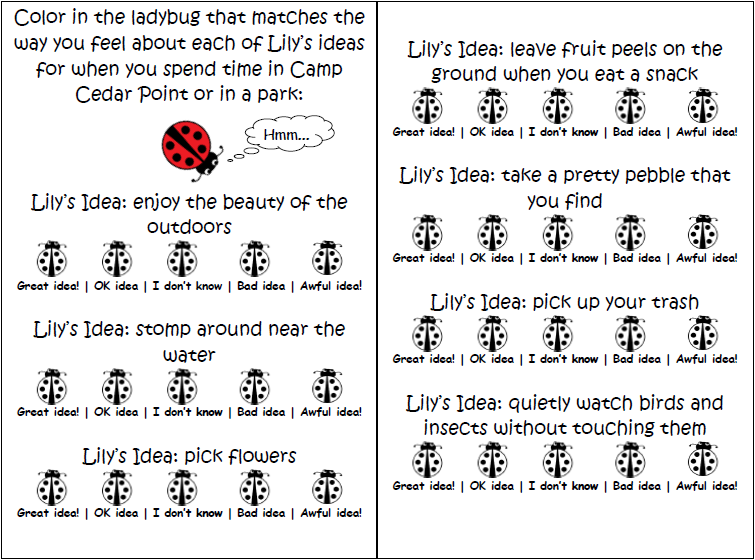 Color in the ladybug that matches the
way you feel about each of Lily's ideas
for when you spend time in Camp
Cedar Point or in a park:
Hmm...
Lily's Idea: enjoy the beauty of the
outdoors
Great idea! | OK idea | I don't know | Bad idea | Awful idea!
Lily's Idea: stomp around near the
water
Great idea! | OK idea | I don't know | Bad idea | Awful idea!
Lily's Idea: pick flowers
Great idea! | OK idea | I don't know | Bad idea | Awful idea!
Lily's Idea: leave fruit peels on the
ground when you eat a snack
Great idea! | OK idea | I don't know | Bad idea | Awful idea!
Lily's Idea: take a pretty pebble that
you find
Great idea! | OK idea | I don't know | Bad idea | Awful idea!
Lily's Idea: pick up your trash
Great idea! | OK idea | I don't know | Bad idea | Awful idea!
Lily's Idea: quietly watch birds and
insects without touching them
Great idea! | OK idea | I don't know | Bad idea | Awful idea!